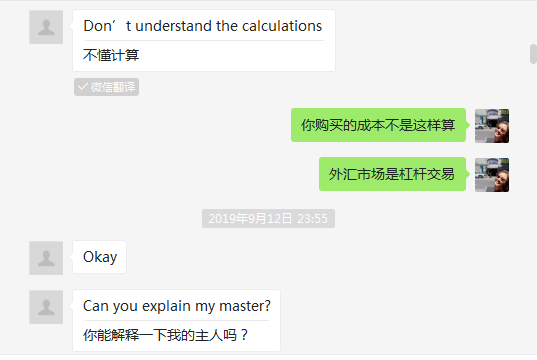 Don’t understand the calculations
不懂计算
微信翻译
你购买的成本不是这样算
外汇市场是杠杆交易
2019年9月12日 23:55
Okay
Can you explain my master?
你能解释一下我的主人吗？